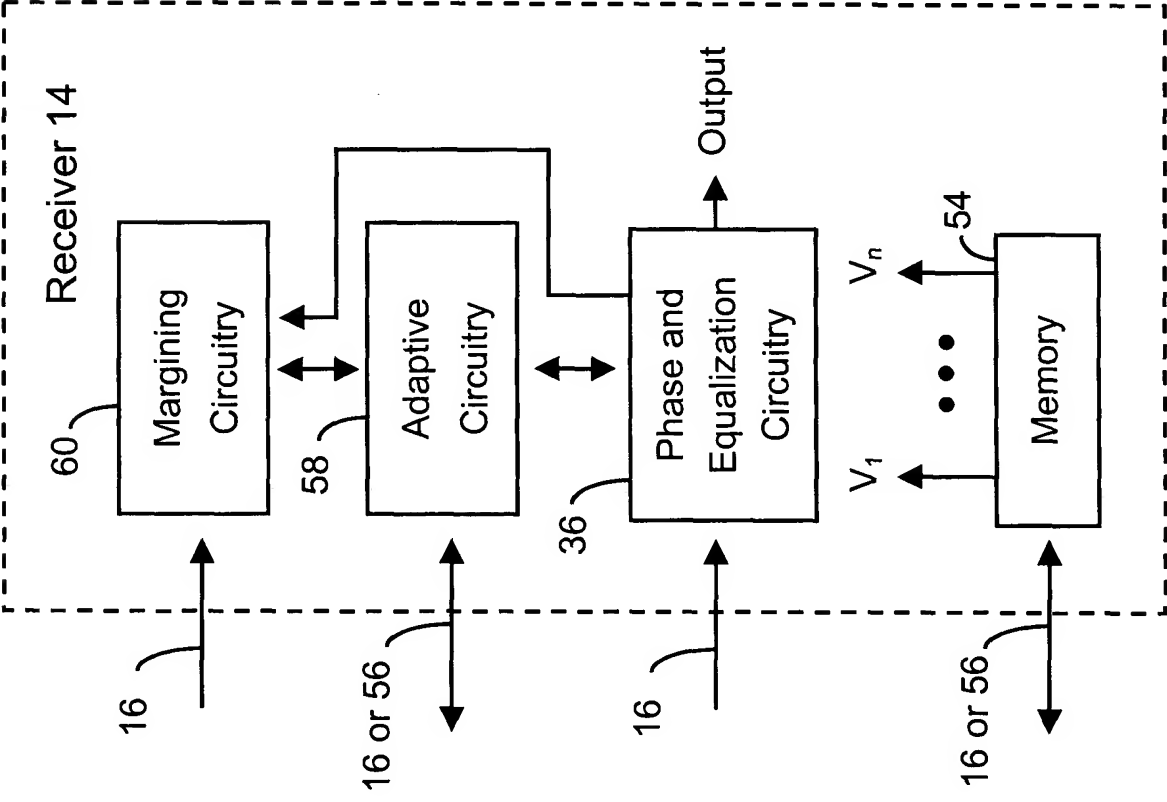 Receiver 14
60
Margining
Circuitry
16
58
Adaptive
Circuitry
16 or 56
36
Phase and
Equalization
Circuitry
Output
16
V1
Vn
54
Memory
16 or 56